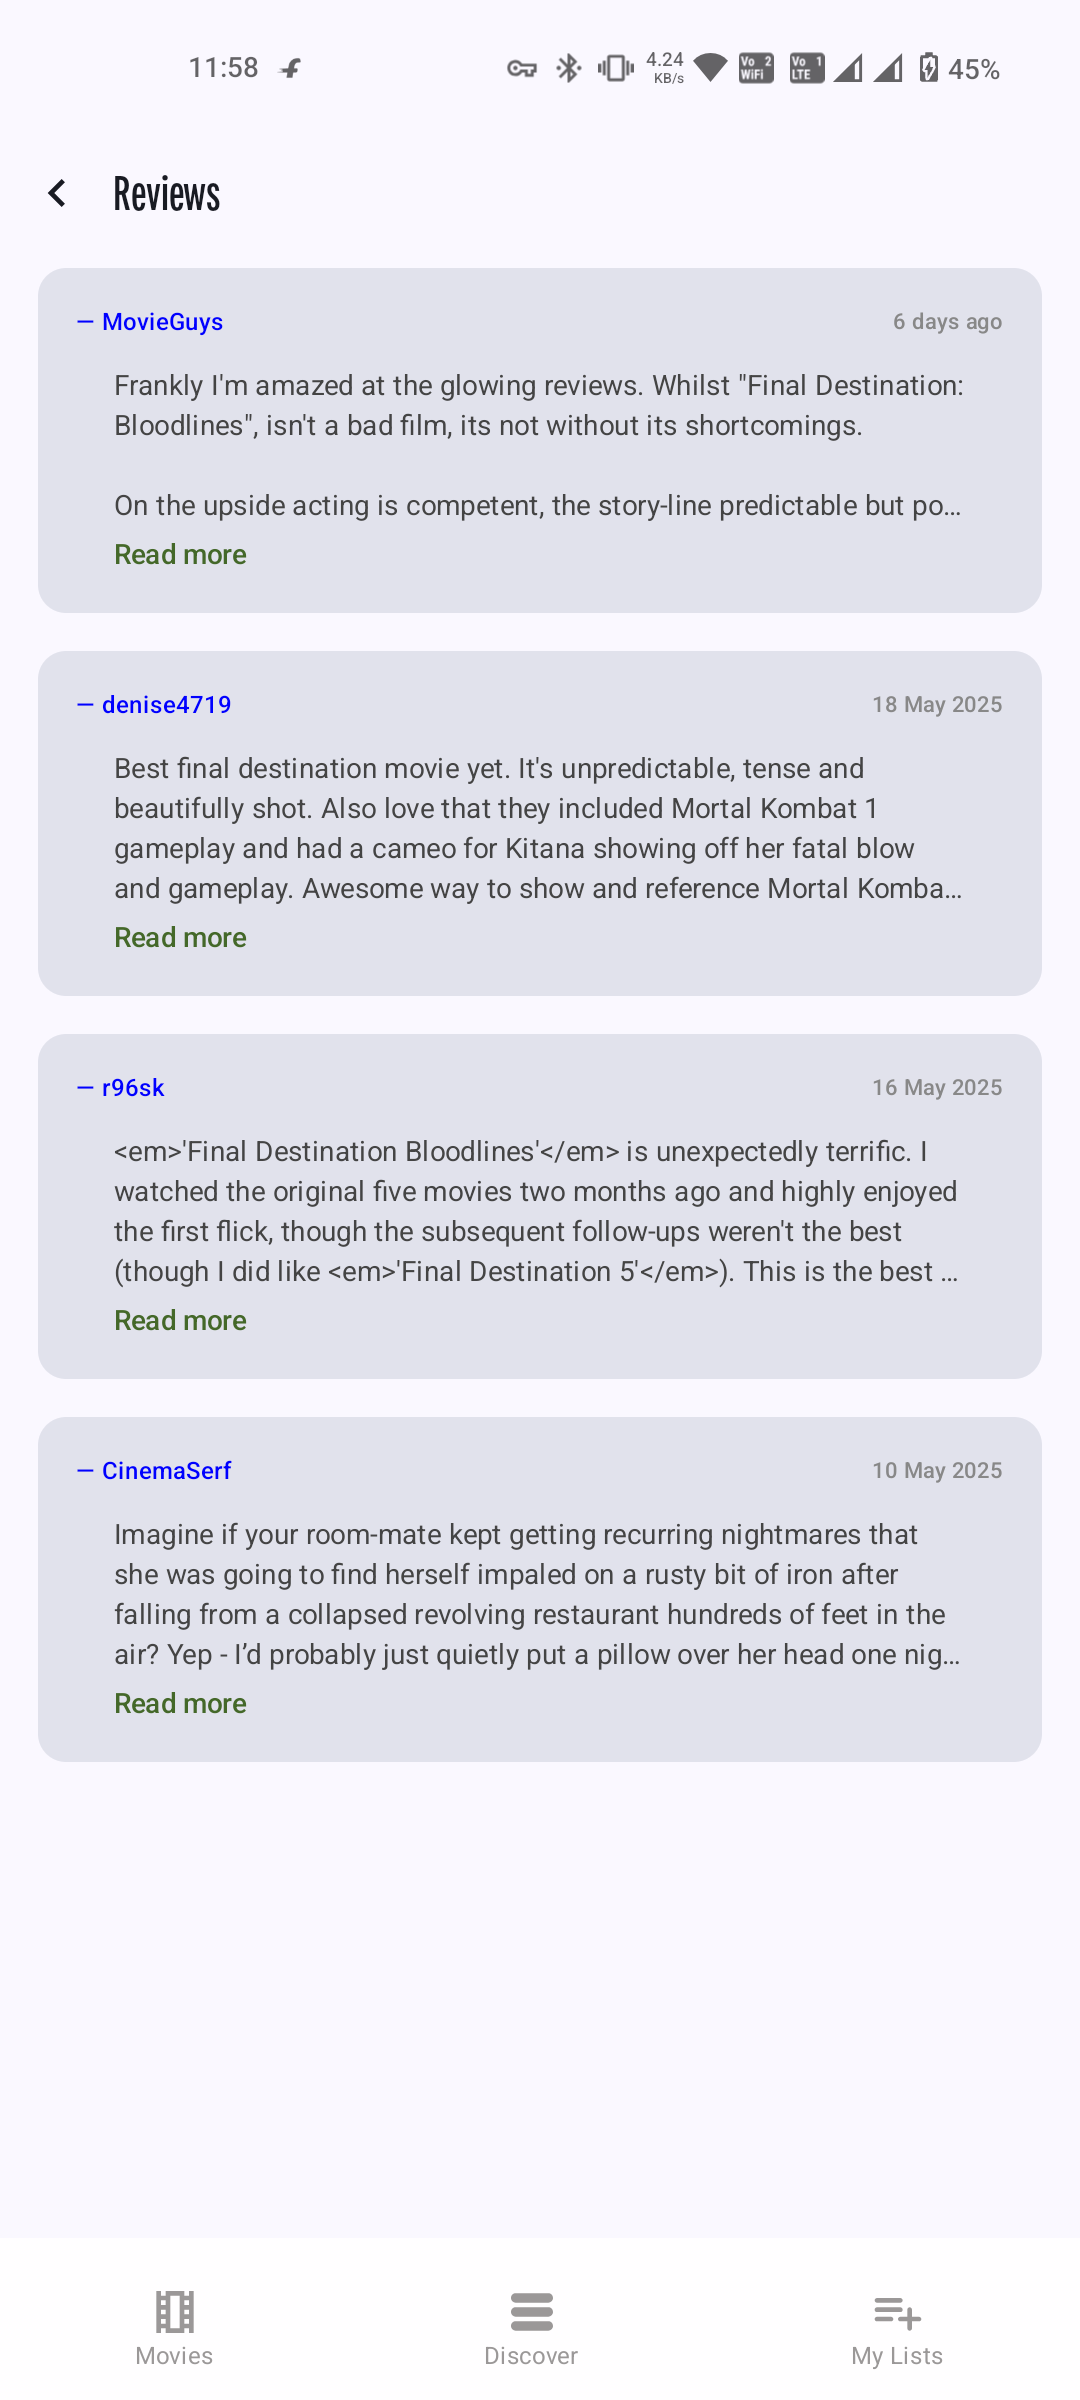 11:58
4.24
KB/s
Vo 2
WiFi
Vo 1
LTE
45%
Reviews
— MovieGuys
6 days ago
Frankly I'm amazed at the glowing reviews. Whilst "Final Destination:
Bloodlines", isn't a bad film, its not without its shortcomings.
On the upside acting is competent, the story-line predictable but po…
Read more
— denise4719
18 May 2025
Best final destination movie yet. It's unpredictable, tense and
beautifully shot. Also love that they included Mortal Kombat 1
gameplay and had a cameo for Kitana showing off her fatal blow
and gameplay. Awesome way to show and reference Mortal Komba…
Read more
— r96sk
16 May 2025
<em>'Final Destination Bloodlines'</em> is unexpectedly terrific. I
watched the original five movies two months ago and highly enjoyed
the first flick, though the subsequent follow-ups weren't the best
(though I did like <em>'Final Destination 5'</em>). This is the best …
Read more
— CinemaSerf
10 May 2025
Imagine if your room-mate kept getting recurring nightmares that
she was going to find herself impaled on a rusty bit of iron after
falling from a collapsed revolving restaurant hundreds of feet in the
air? Yep - I’d probably just quietly put a pillow over her head one nig…
Read more
Movies
Discover
My Lists